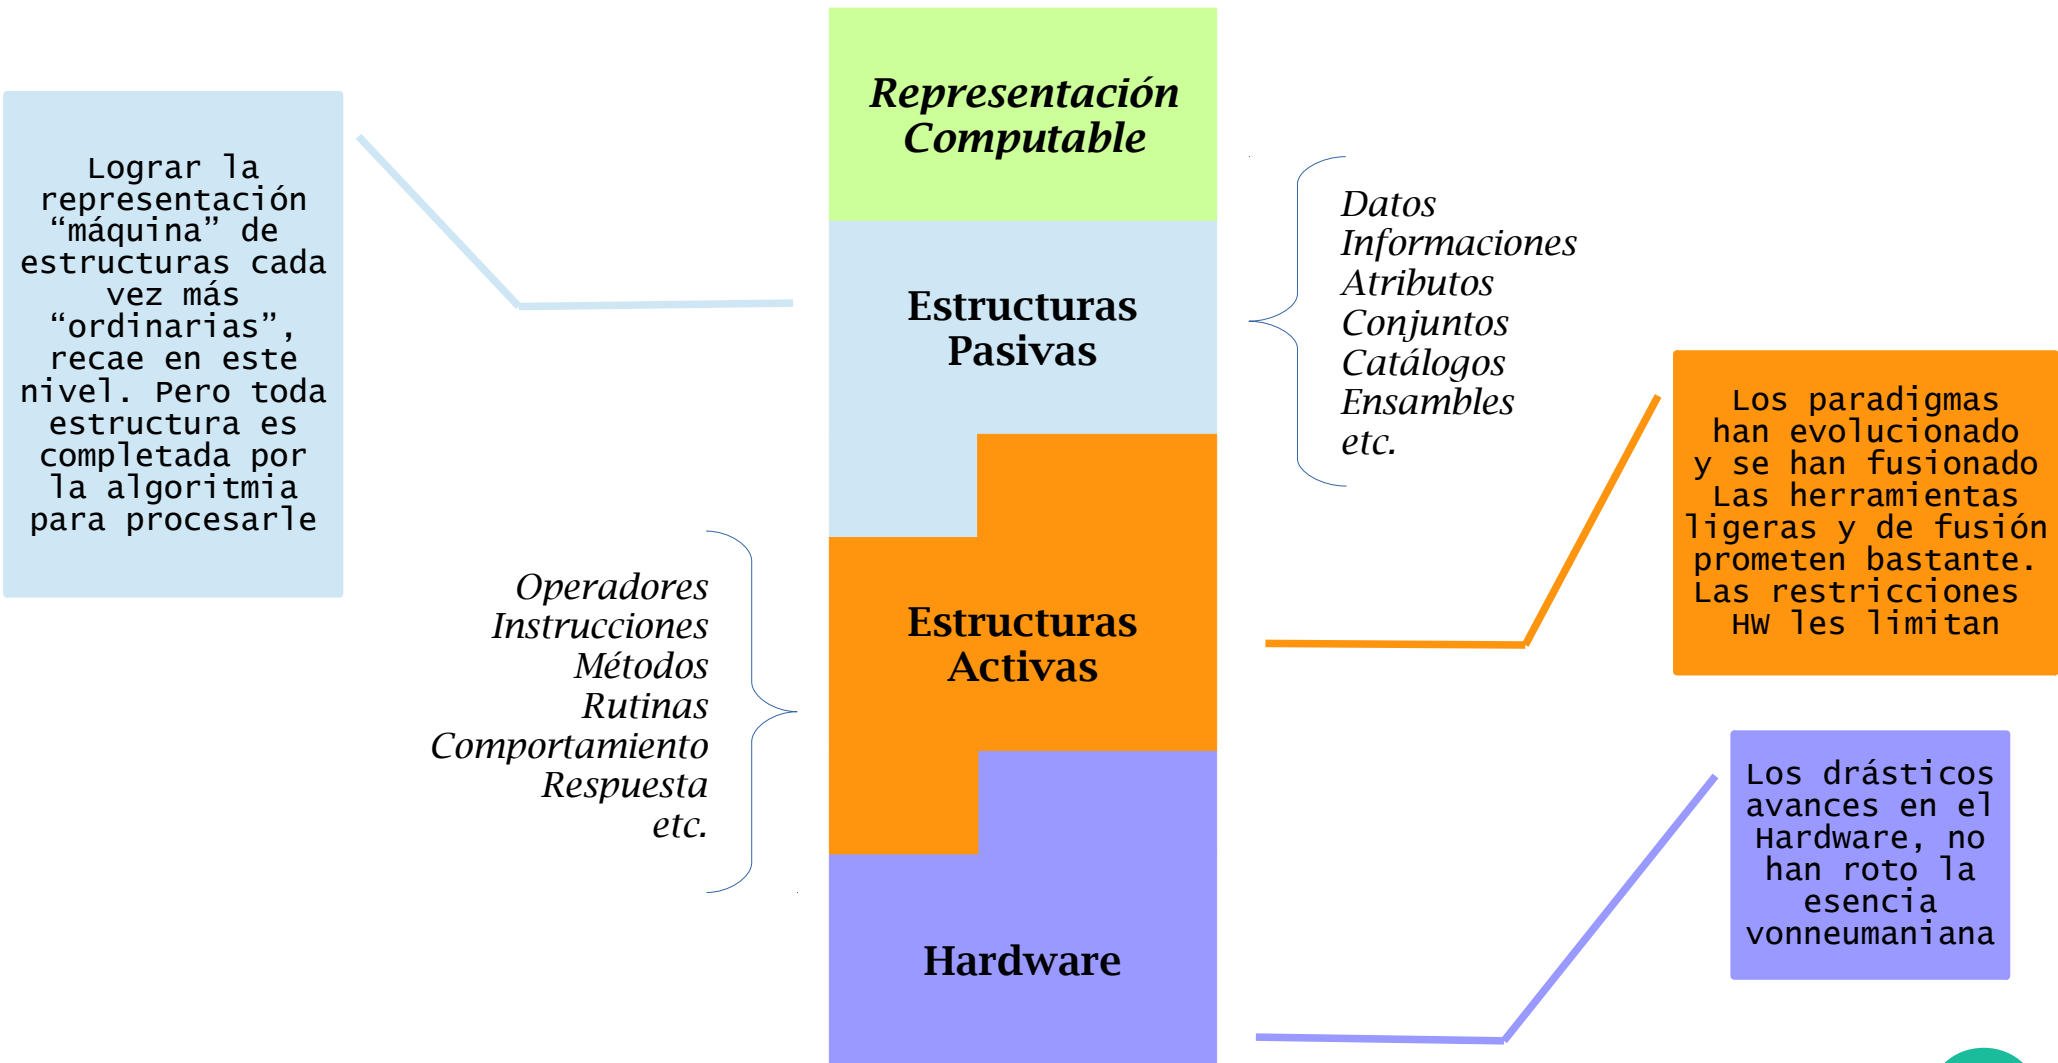 Representación
Computable
Lograr la
representación
“máquina” de
estructuras cada
vez más
“ordinarias”,
recae en este
nivel. Pero toda
estructura es
completada por
la algoritmia
para procesarle
Estructuras
Pasivas
Datos
Informaciones
Atributos
Conjuntos
Catálogos
Ensambles
etc.
Los paradigmas
han evolucionado
y se han fusionado
Las herramientas
ligeras y de fusión
prometen bastante.
Las restricciones
HW les limitan
Operadores
Instrucciones
Métodos
Rutinas
Comportamiento
Respuesta
etc.
Estructuras
Activas
Los drásticos
avances en el
Hardware, no
han roto la
esencia
vonneumaniana
Hardware